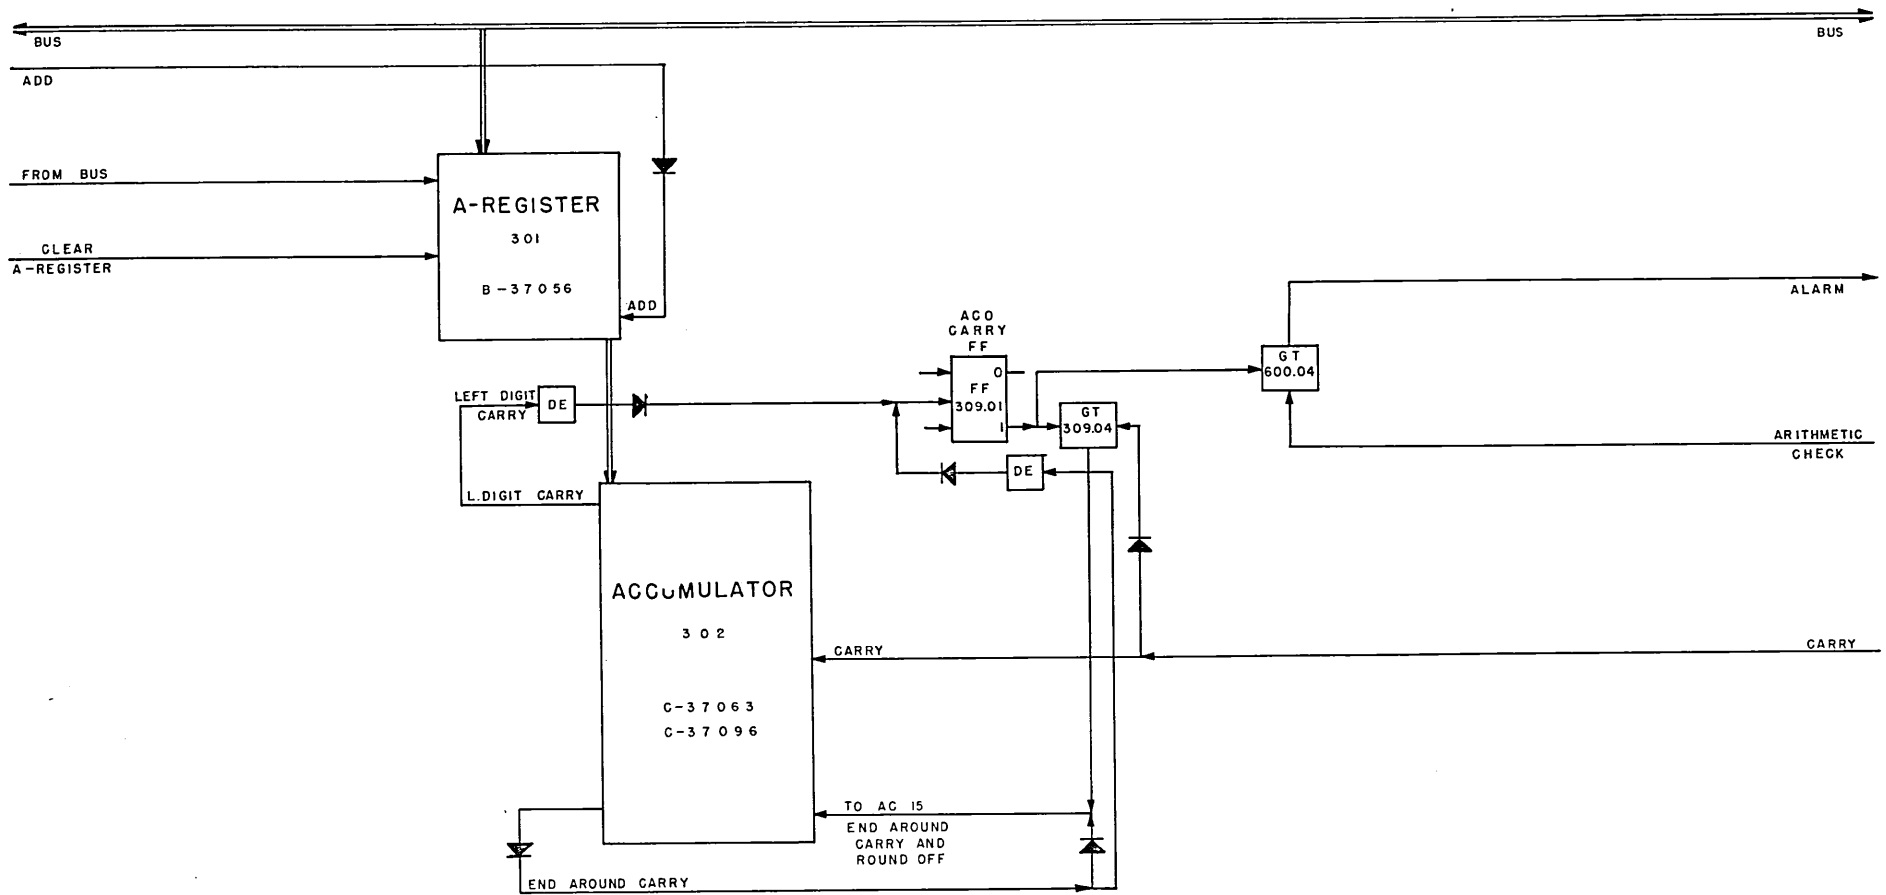 BUS
BUS
ADD
FROM BUS
CLEAR
A-REGISTER
A-REGISTER
301
B-37056
ADD
ALARM
ACO
CARRY
FF
O
FF
309.01
1
GT
309.04
GT
600.04
ARITHMETIC
CHECK
LEFT DIGIT
CARRY
DE
DE
L.DIGIT CARRY
ACCUMULATOR
302
C-37063
C-37096
CARRY
CARRY
TO AC 15
END AROUND
CARRY AND
ROUND OFF
END AROUND CARRY